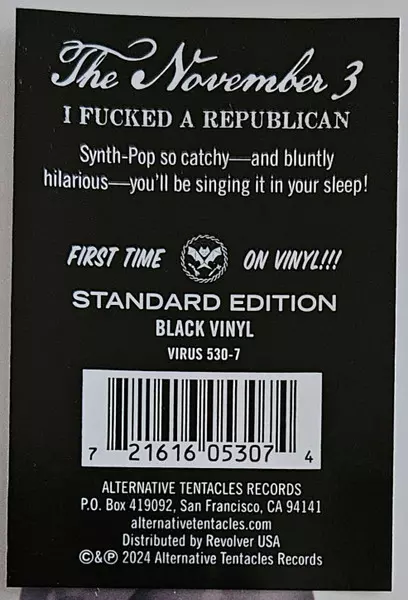 The November 3
I FUCKED A REPUBLICAN
Synth-Pop so catchy—and bluntly
hilarious—you'll be singing it in your sleep!
FIRST TIME ON VINYL!!!
STANDARD EDITION
BLACK VINYL
VIRUS 530-7
7 21616 05307 4
ALTERNATIVE TENTACLES RECORDS
P.O. Box 419092, San Francisco, CA 94141
alternativetentacles.com
Distributed by Revolver USA
©&℗ 2024 Alternative Tentacles Records